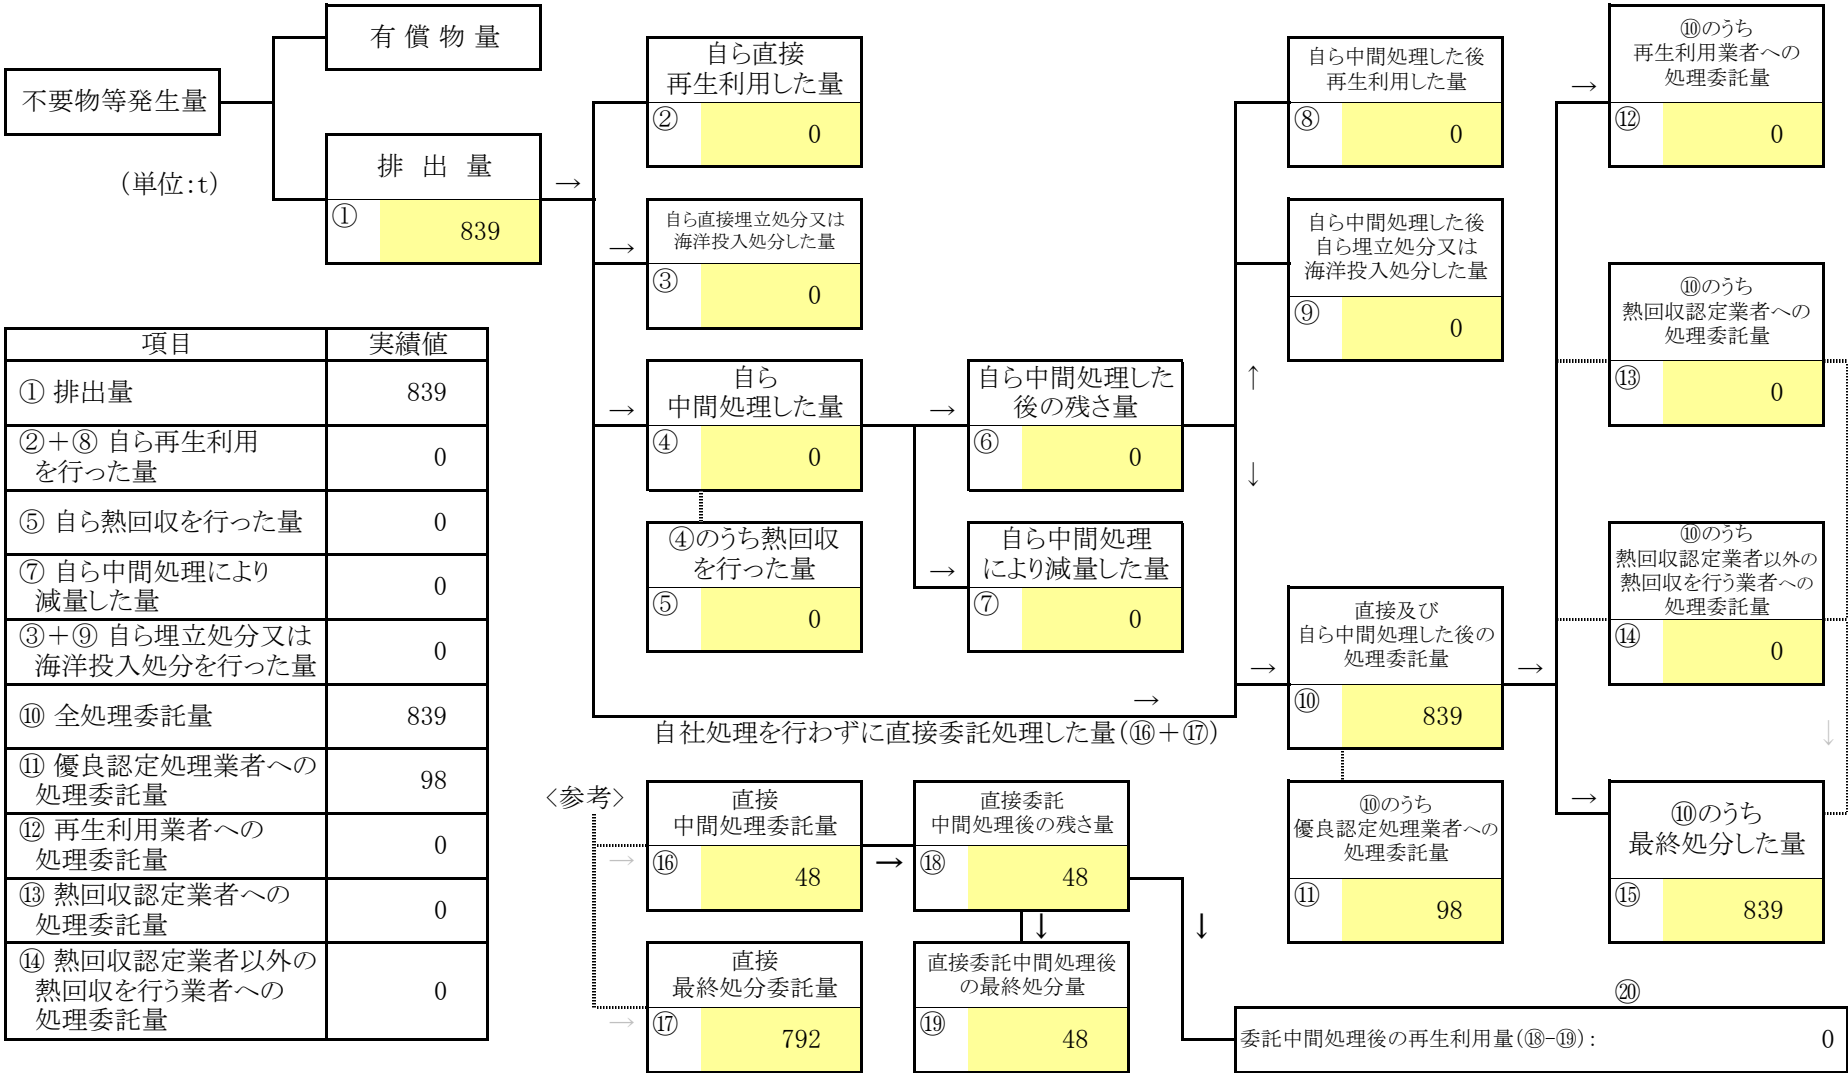 不要物等発生量
(単位:t)
有 償 物 量
排 出 量
→
①
839
自ら直接
再生利用した量
②
0
→
自ら直接埋立処分又は
海洋投入処分した量
③
0
→
自ら
中間処理した量
④
0
④のうち熱回収
を行った量
⑤
0
→
自ら中間処理した
後の残さ量
⑥
0
→
自ら中間処理
により減量した量
⑦
0
→
自社処理を行わずに直接委託処理した量(⑯+⑰)
自ら中間処理した後
再生利用した量
⑧
0
自ら中間処理した後
自ら埋立処分又は
海洋投入処分した量
⑨
0
↑
↓
→
直接及び
自ら中間処理した後の
処理委託量
⑩
839
⑩のうち
優良認定処理業者への
処理委託量
⑪
98
→
→
⑩のうち
再生利用業者への
処理委託量
⑫
0
⑩のうち
熱回収認定業者への
処理委託量
⑬
0
⑩のうち
熱回収認定業者以外の
熱回収を行う業者への
処理委託量
⑭
0
↓
→
⑩のうち
最終処分した量
⑮
839
項目 実績値
① 排出量 839
②+⑧ 自ら再生利用
を行った量 0
⑤ 自ら熱回収を行った量 0
⑦ 自ら中間処理により
減量した量 0
③+⑨ 自ら埋立処分又は
海洋投入処分を行った量 0
⑩ 全処理委託量 839
⑪ 優良認定処理業者への
処理委託量 98
⑫ 再生利用業者への
処理委託量 0
⑬ 熱回収認定業者への
処理委託量 0
⑭ 熱回収認定業者以外の
熱回収を行う業者への
処理委託量 0
〈参考〉
→
直接
中間処理委託量
⑯
48
→
直接委託
中間処理後の残さ量
⑱
48
↓
↓
→
直接
最終処分委託量
⑰
792
直接委託中間処理後
の最終処分量
⑲
48
⑳
委託中間処理後の再生利用量(⑱-⑲): 0